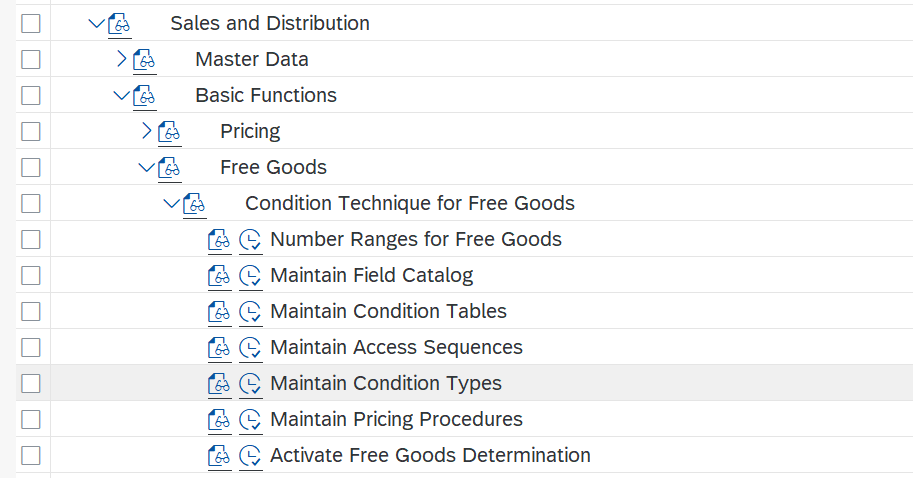 Sales and Distribution
Master Data
Basic Functions
Pricing
Free Goods
Condition Technique for Free Goods
Number Ranges for Free Goods
Maintain Field Catalog
Maintain Condition Tables
Maintain Access Sequences
Maintain Condition Types
Maintain Pricing Procedures
Activate Free Goods Determination